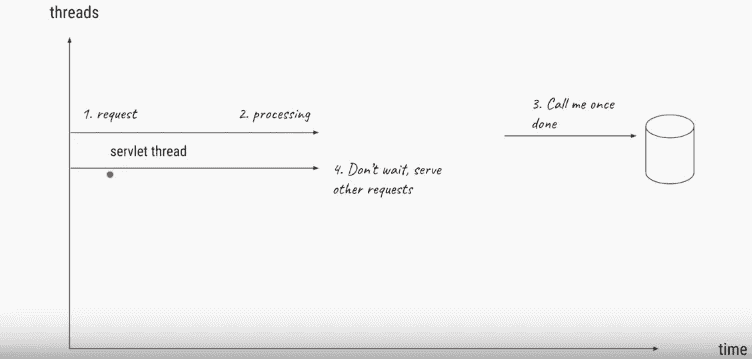 threads
1. request
2. processing
3. Call me once
done
servlet thread
4. Don't wait, serve
other requests
time